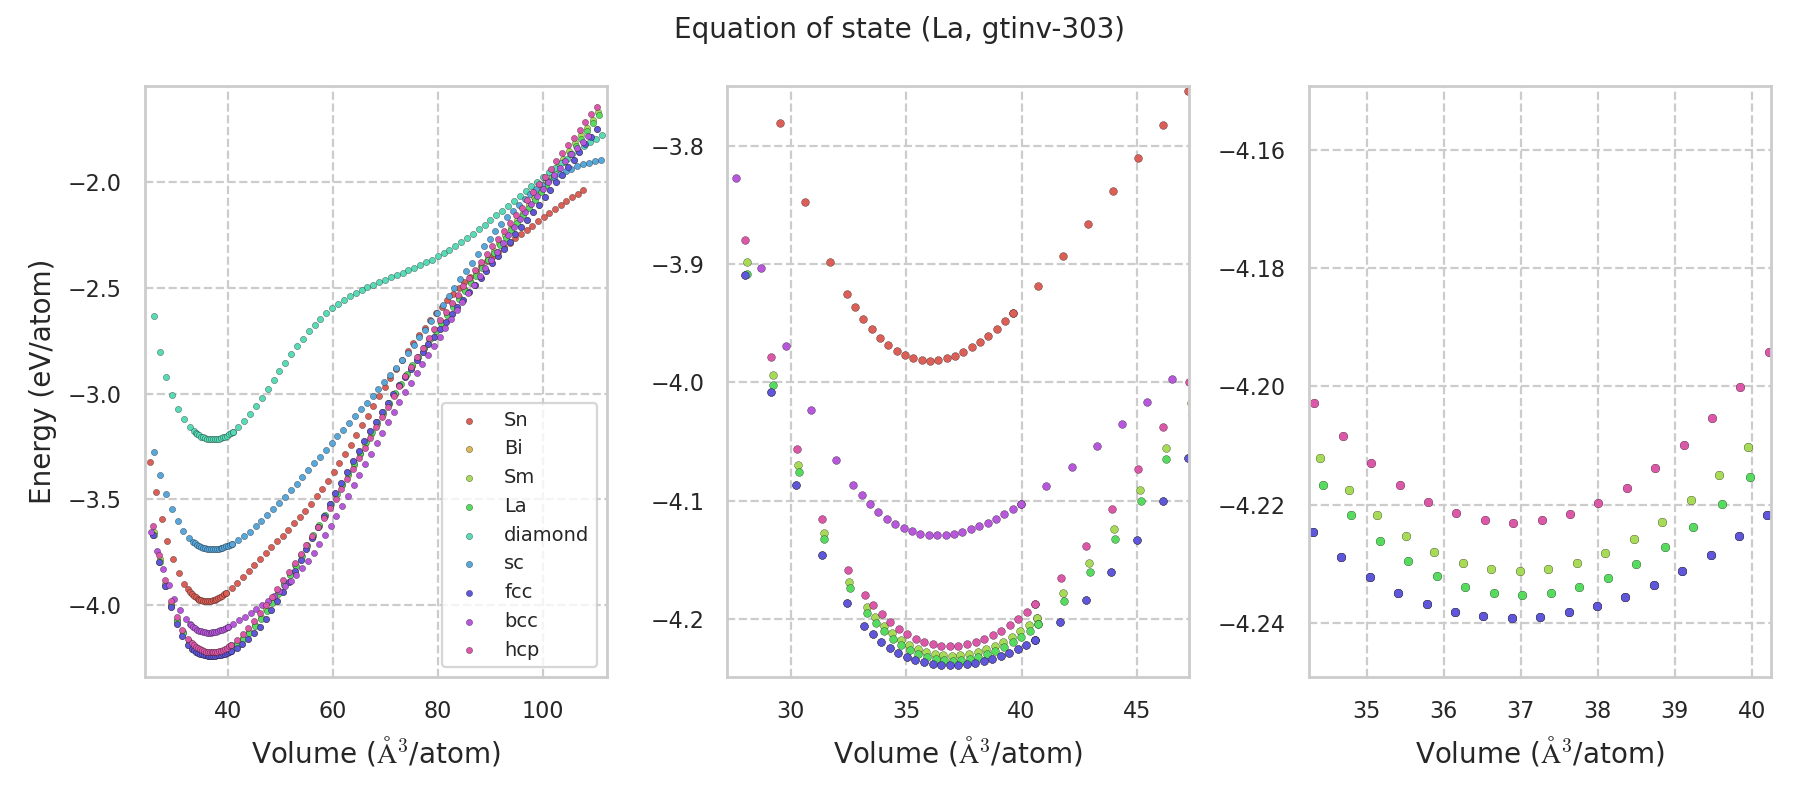 Equation of state (La, gtinv-303)
Energy (eV/atom)
−2.0
−2.5
−3.0
−3.5
−4.0
40 60 80 100
Volume (Å³/atom)
Sn
Bi
Sm
La
diamond
sc
fcc
bcc
hcp
−3.8
−3.9
−4.0
−4.1
−4.2
30 35 40 45
Volume (Å³/atom)
−4.16
−4.18
−4.20
−4.22
−4.24
35 36 37 38 39 40
Volume (Å³/atom)